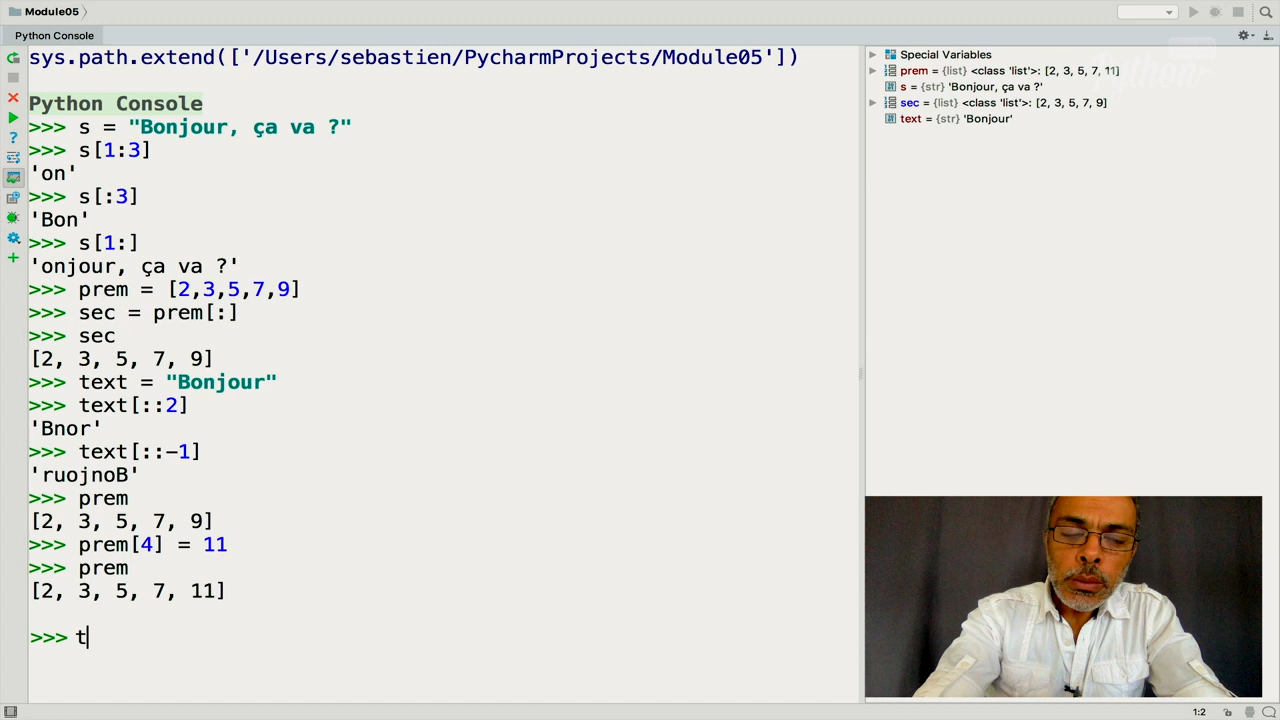 Module05
Python Console
sys.path.extend(['/Users/sebastien/PycharmProjects/Module05'])
Python Console
>>> s = "Bonjour, ça va ?"
>>> s[1:3]
'on'
>>> s[:3]
'Bon'
>>> s[1:]
'onjour, ça va ?'
>>> prem = [2,3,5,7,9]
>>> sec = prem[:]
>>> sec
[2, 3, 5, 7, 9]
>>> text = "Bonjour"
>>> text[::2]
'Bnor'
>>> text[::-1]
'ruojnoB'
>>> prem
[2, 3, 5, 7, 9]
>>> prem[4] = 11
>>> prem
[2, 3, 5, 7, 11]
>>> t
Special Variables
prem = {list} <class 'list'>: [2, 3, 5, 7, 11]
s = {str} 'Bonjour, ça va ?'
sec = {list} <class 'list'>: [2, 3, 5, 7, 9]
text = {str} 'Bonjour'
Python
1:2